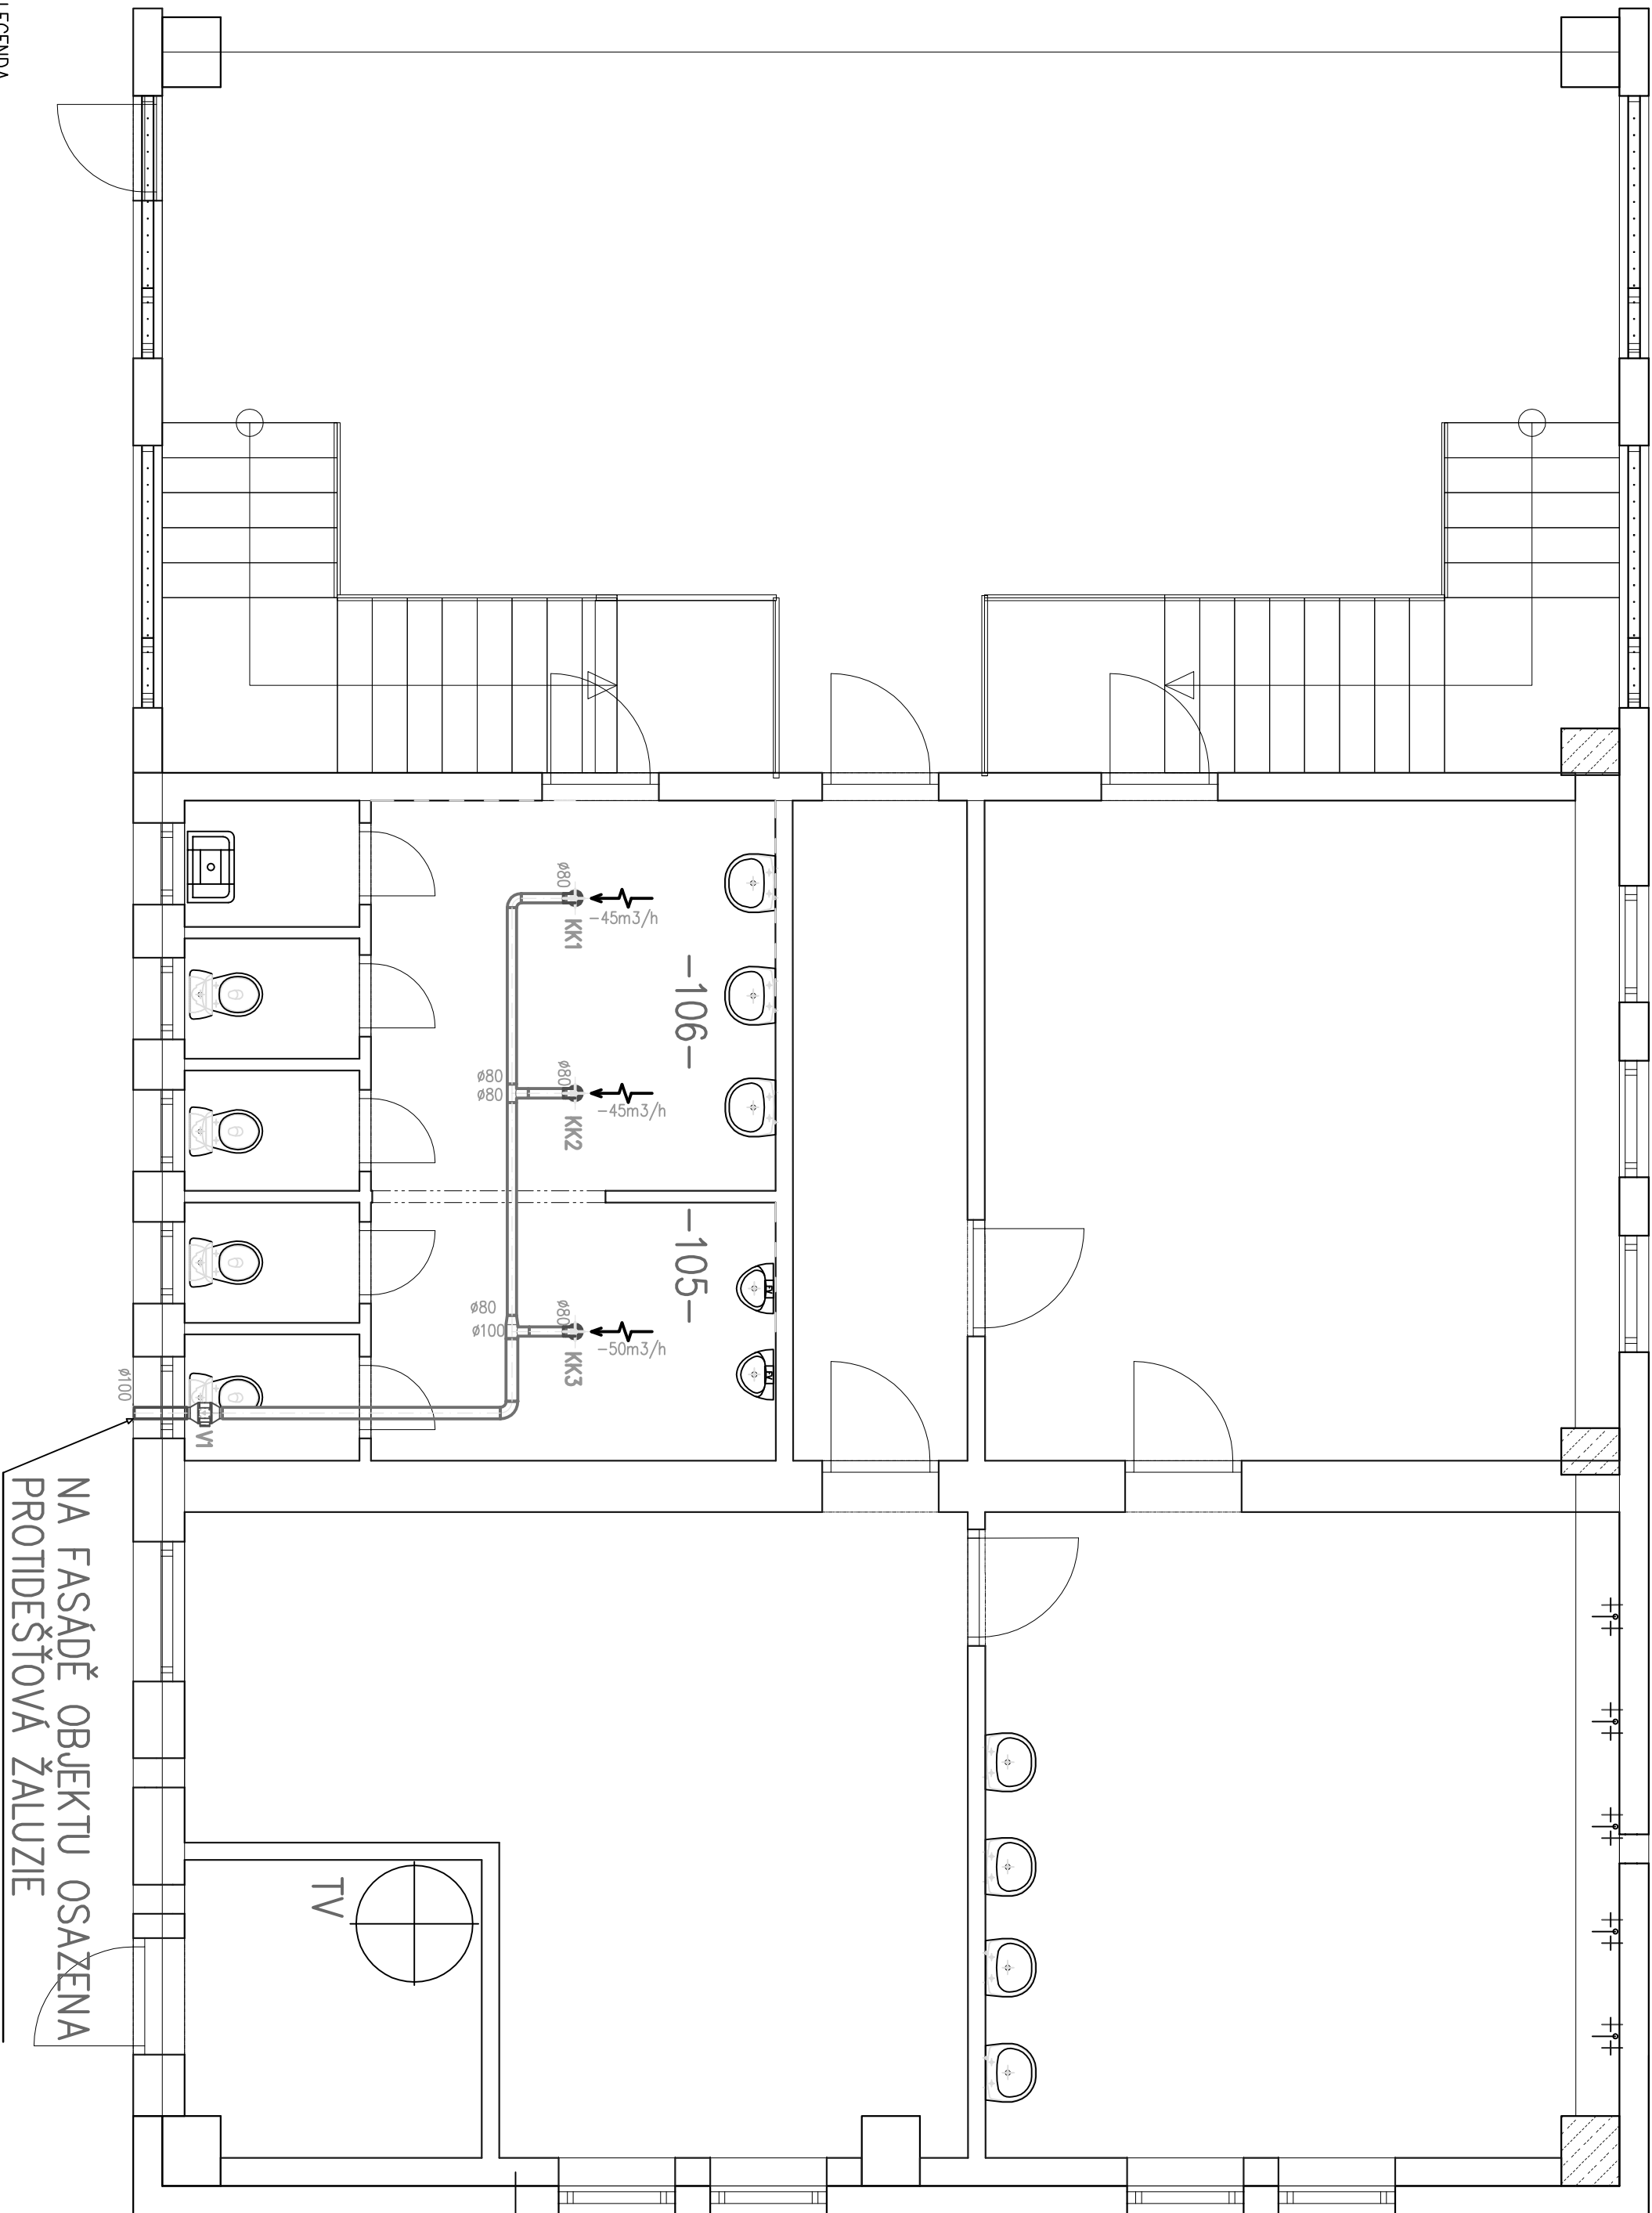 LEGENDA
ø80
KK1
-45m3/h
-106-
ø80
ø80
ø80
KK2
-45m3/h
-105-
ø80
ø100
ø80
KK3
-50m3/h
ø100
V1
NA FASÁDĚ OBJEKTU OSAZENA
PROTIDEŠŤOVÁ ŽALUZIE
TV